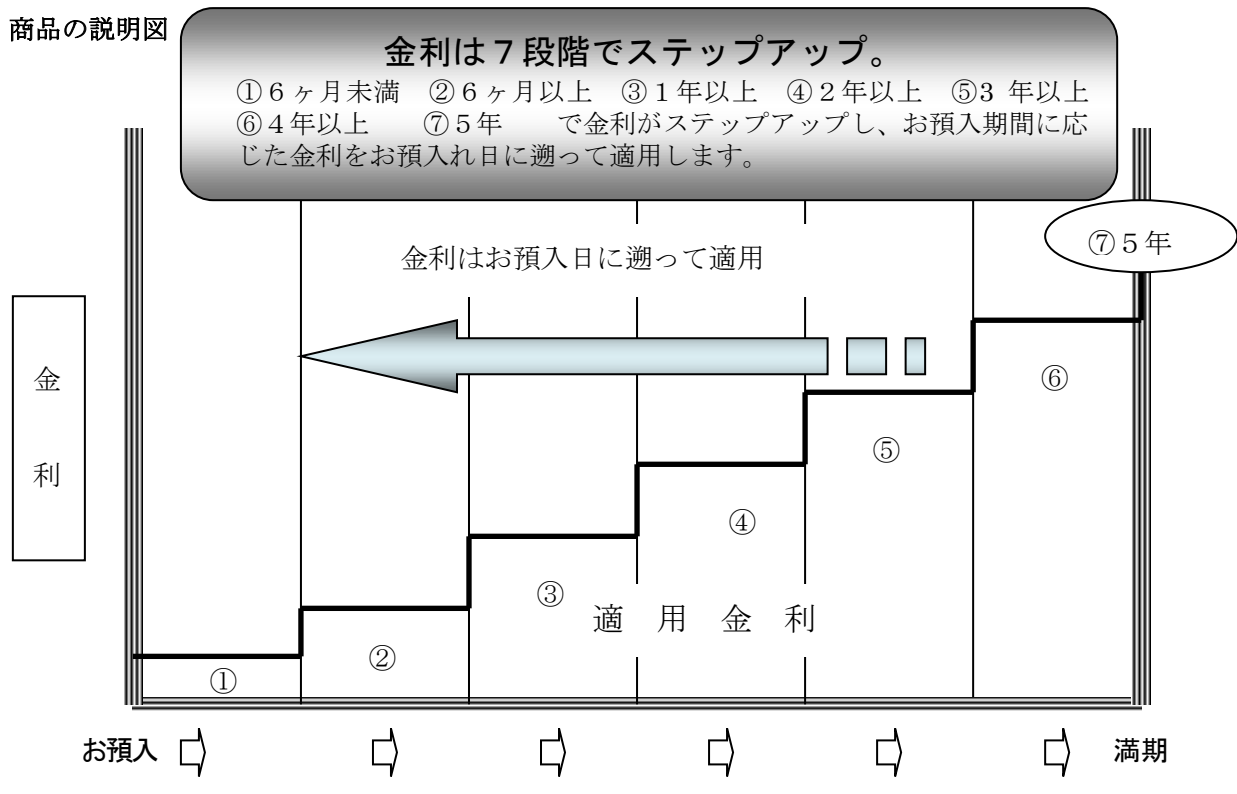 商品の説明図
金利は７段階でステップアップ。
①６ヶ月未満　②６ヶ月以上　③１年以上　④２年以上　⑤3 年以上
⑥４年以上　　⑦５年　　で金利がステップアップし、お預入期間に応
じた金利をお預入れ日に遡って適用します。
⑦５年
金利はお預入日に遡って適用
金利
⑥
⑤
④
③
適用金利
②
①
お預入
満期